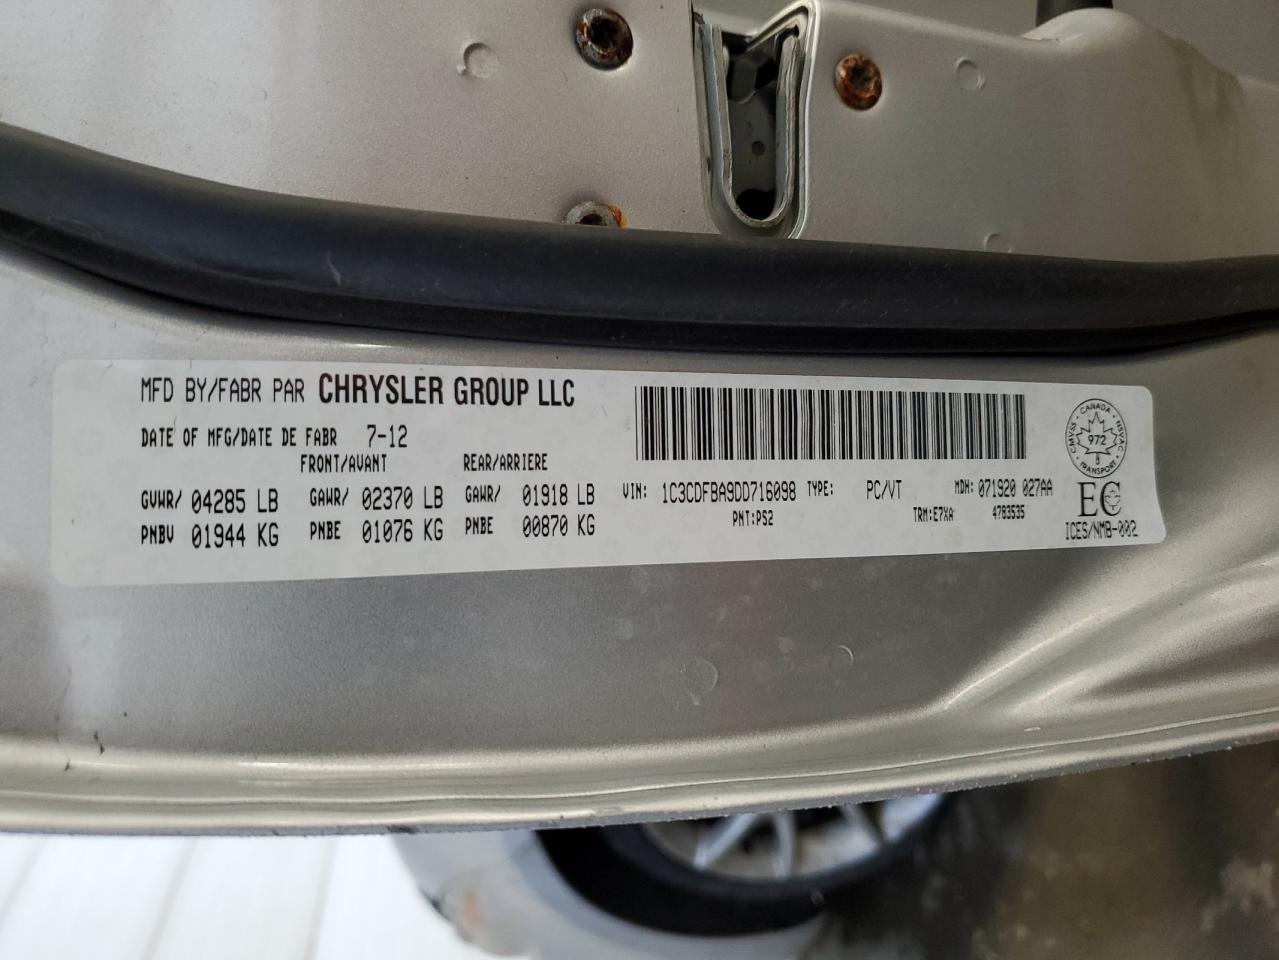 MFD BY/FABR PAR CHRYSLER GROUP LLC
DATE OF MFG/DATE DE FABR 7-12
FRONT/AVANT REAR/ARRIERE
GVWR/ 04285 LB GAWR/ 02370 LB GAWR/ 01918 LB
PNBV 01944 KG PNBE 01076 KG PNBE 00870 KG
VIN: 1C3CDFBA9DD716098 TYPE: PC/VT MDH: 071920 027AA
PNT:PS2 TRM:E7XA 4783535
CANADA
CMVSS NSVAC
972
TRANSPORT
EC
ICES/NMB-002